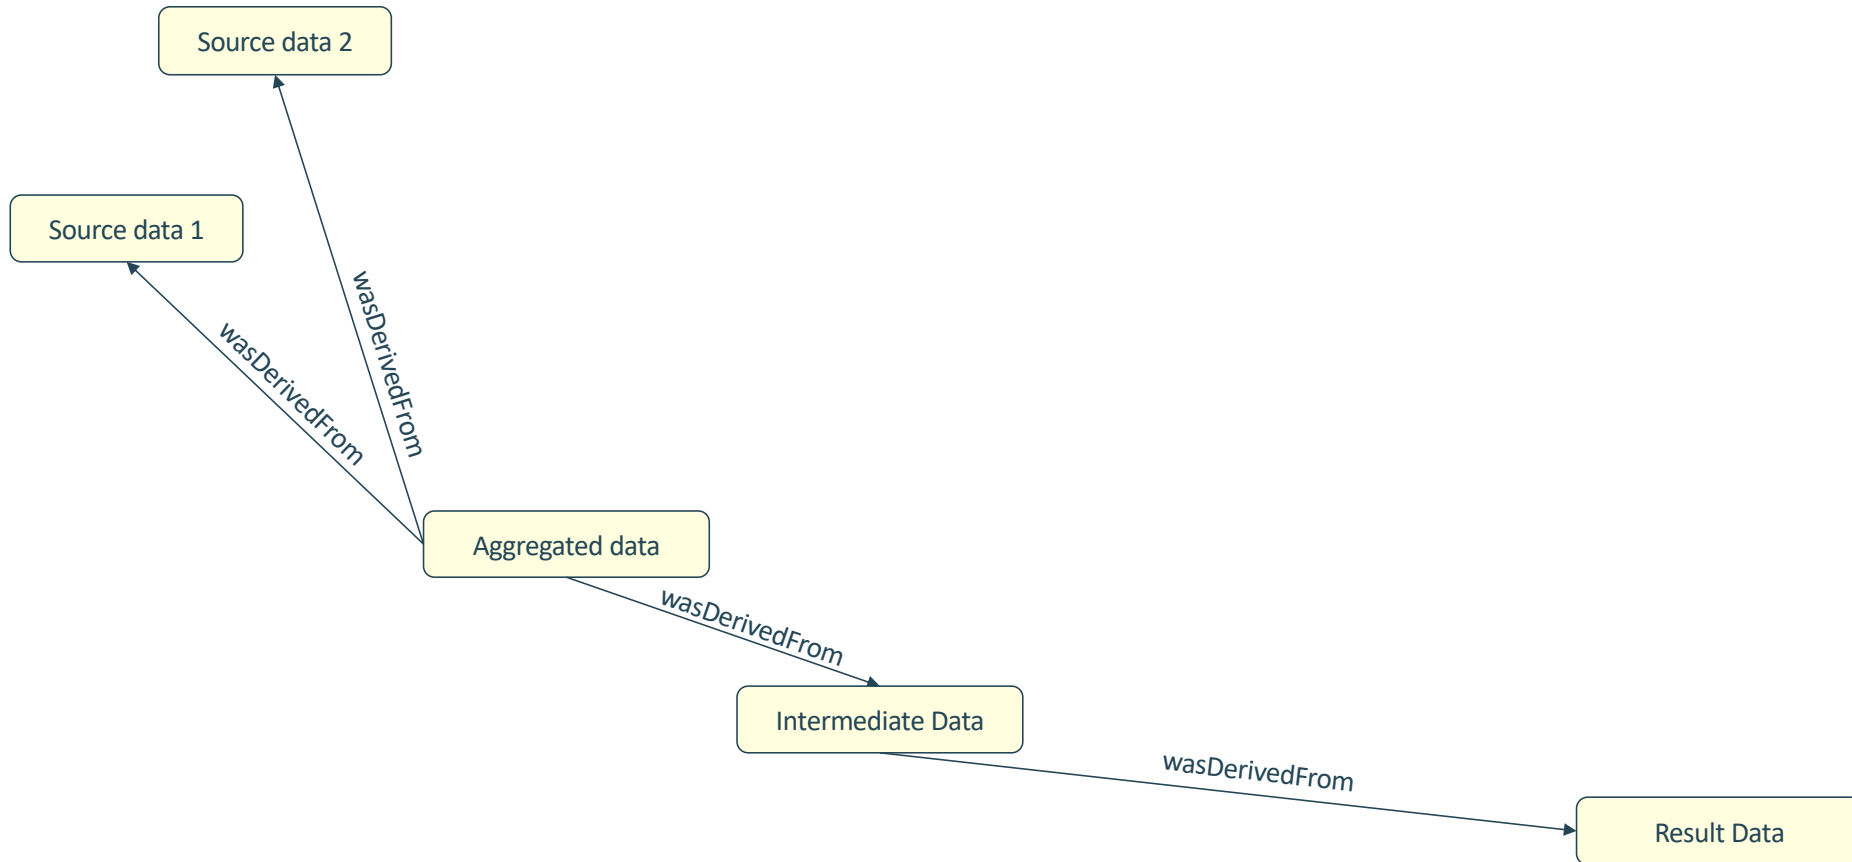 Source data 2
Source data 1
wasDerivedFrom
wasDerivedFrom
Aggregated data
wasDerivedFrom
Intermediate Data
wasDerivedFrom
Result Data